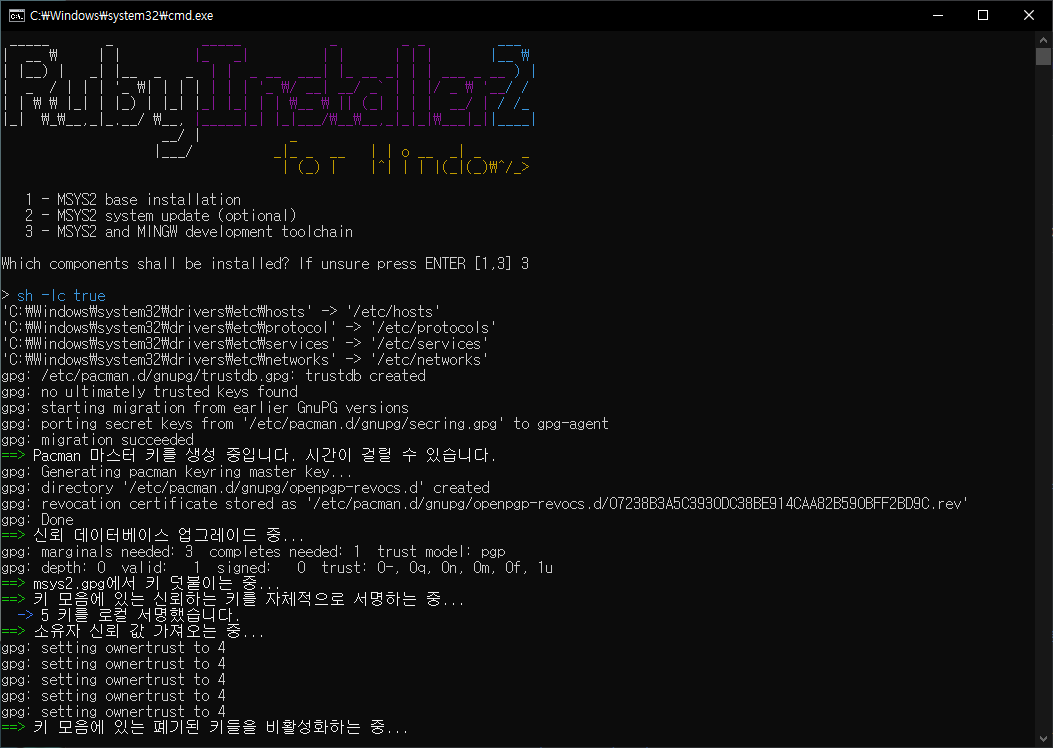 C:₩Windows₩system32₩cmd.exe
RubyInstaller2
for Windows
1 - MSYS2 base installation
2 - MSYS2 system update (optional)
3 - MSYS2 and MINGW development toolchain
Which components shall be installed? If unsure press ENTER [1,3] 3
> sh -lc true
'C:₩Windows₩system32₩drivers₩etc₩hosts' -> '/etc/hosts'
'C:₩Windows₩system32₩drivers₩etc₩protocol' -> '/etc/protocols'
'C:₩Windows₩system32₩drivers₩etc₩services' -> '/etc/services'
'C:₩Windows₩system32₩drivers₩etc₩networks' -> '/etc/networks'
gpg: /etc/pacman.d/gnupg/trustdb.gpg: trustdb created
gpg: no ultimately trusted keys found
gpg: starting migration from earlier GnuPG versions
gpg: porting secret keys from '/etc/pacman.d/gnupg/secring.gpg' to gpg-agent
gpg: migration succeeded
==> Pacman 마스터 키를 생성 중입니다. 시간이 걸릴 수 있습니다.
gpg: Generating pacman keyring master key...
gpg: directory '/etc/pacman.d/gnupg/openpgp-revocs.d' created
gpg: revocation certificate stored as '/etc/pacman.d/gnupg/openpgp-revocs.d/07238B3A5C3930DC38BE914CAA82B590BFF2BD9C.rev'
gpg: Done
==> 신뢰 데이터베이스 업그레이드 중...
gpg: marginals needed: 3  completes needed: 1  trust model: pgp
gpg: depth: 0  valid:   1  signed:   0  trust: 0-, 0q, 0n, 0m, 0f, 1u
==> msys2.gpg에서 키 덧붙이는 중...
==> 키 모음에 있는 신뢰하는 키를 자체적으로 서명하는 중...
-> 5 키를 로컬 서명했습니다.
==> 소유자 신뢰 값 가져오는 중...
gpg: setting ownertrust to 4
gpg: setting ownertrust to 4
gpg: setting ownertrust to 4
gpg: setting ownertrust to 4
gpg: setting ownertrust to 4
==> 키 모음에 있는 폐기된 키들을 비활성화하는 중...